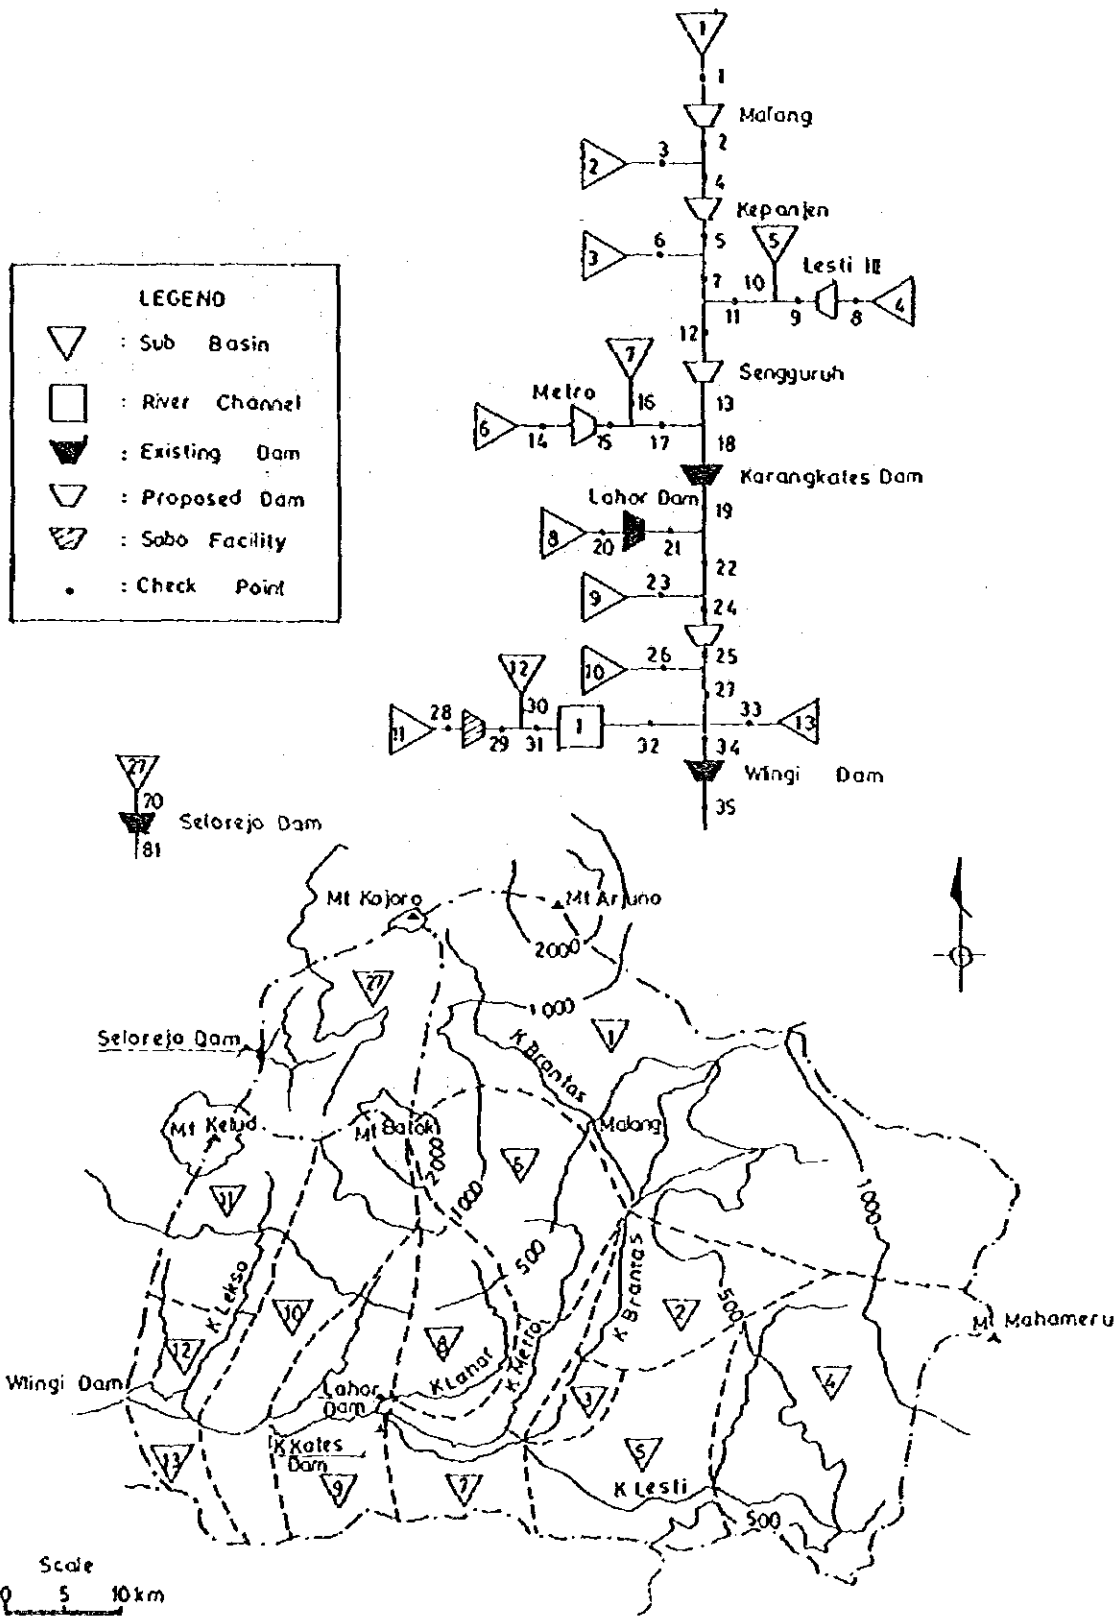 1
1
Malang
2
3
2
4
Kepanjen
5
6
3
5
7
10
Lesti III
11
9
8
4
12
7
Sengguruh
Metro
16
13
6
14
15
17
18
Karangkates Dam
Lahor Dam
19
8
20
21
22
9
23
24
25
10
26
27
12
30
11
28
29
31
1
32
33
13
34
Wlingi Dam
35
LEGEND
: Sub Basin
: River Channel
: Existing Dam
: Proposed Dam
: Sabo Facility
: Check Point
27
70
Selorejo Dam
81
Mt Kajoro
Mt Arjuno
2000
27
1000
1
Selorejo Dam
K Brantas
Mt Kelud
Mt Batok
Malang
2000
6
1000
11
1000
500
K Brantas
K Lekso
10
2
500
Mt Mahameru
12
8
K Metro
K Lahar
4
Wlingi Dam
Lahor Dam
3
K Kates Dam
5
13
9
7
K Lesti
500
Scale
0 5 10 km